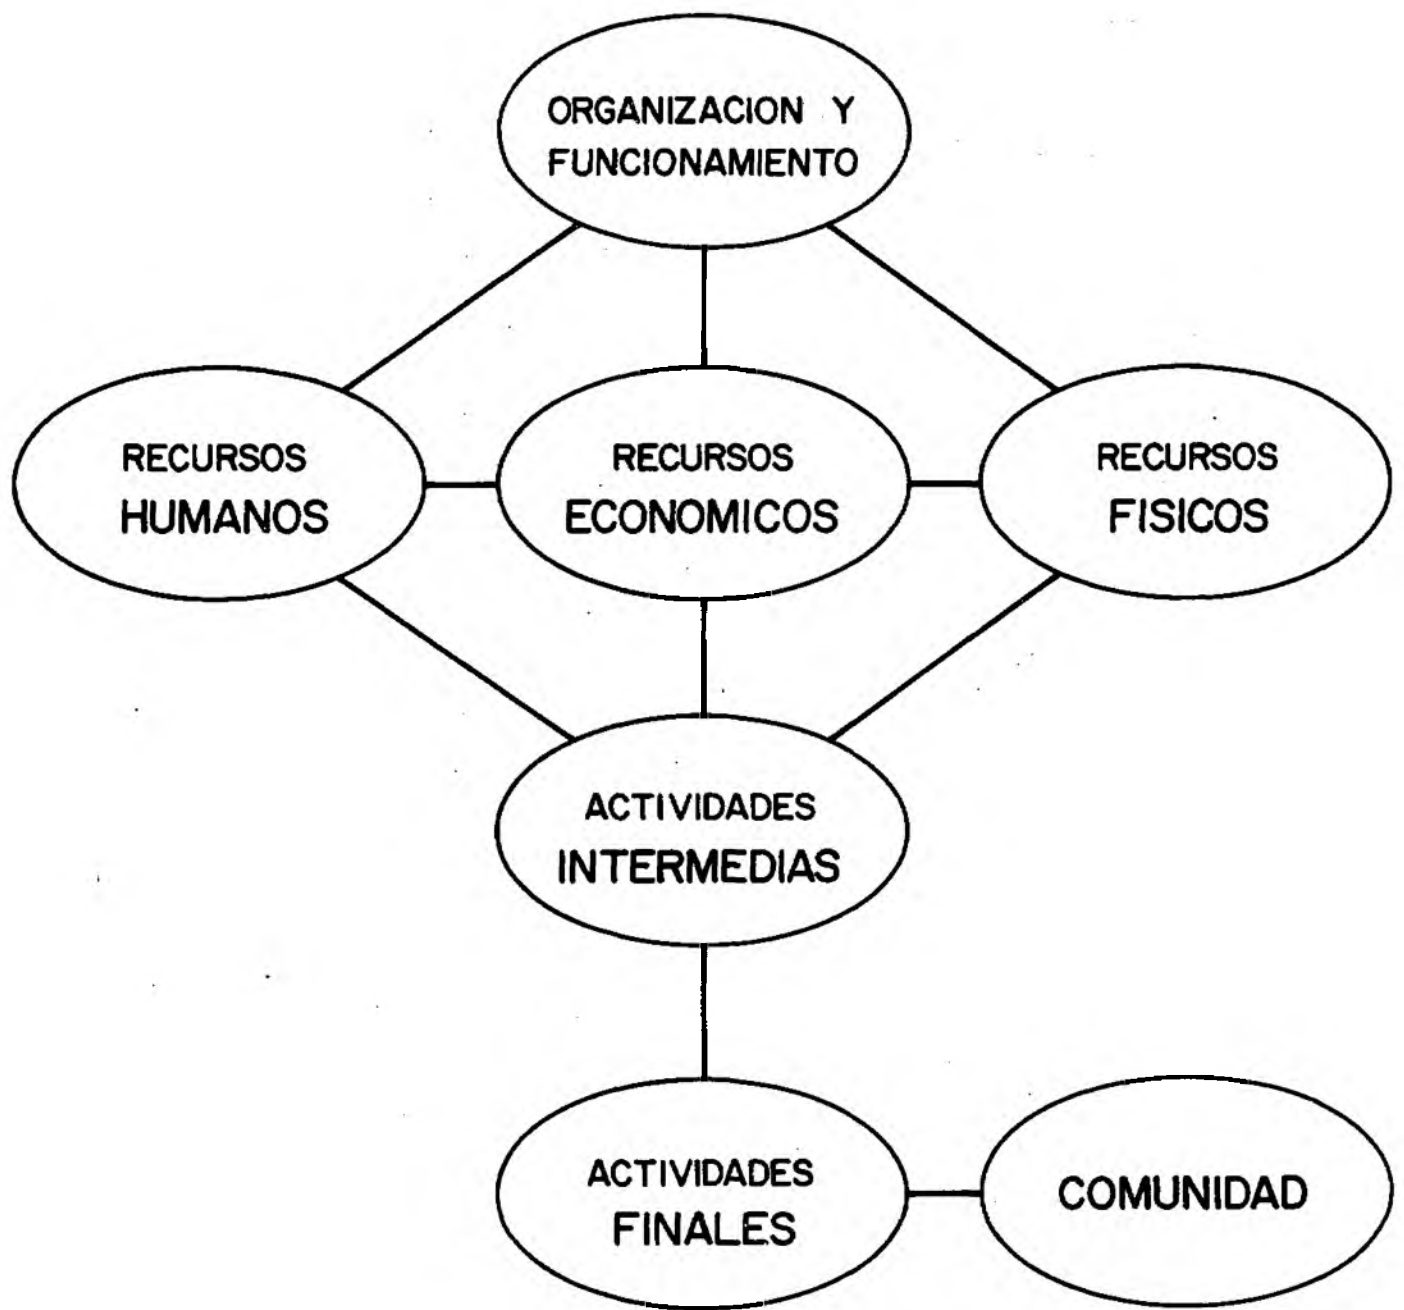 ORGANIZACION Y
FUNCIONAMIENTO
RECURSOS
HUMANOS
RECURSOS
ECONOMICOS
RECURSOS
FISICOS
ACTIVIDADES
INTERMEDIAS
ACTIVIDADES
FINALES
COMUNIDAD